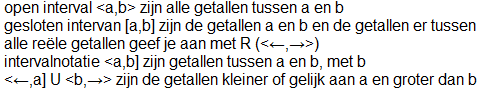 open interval <a,b> zijn alle getallen tussen a en b
gesloten intervan [a,b] zijn de getallen a en b en de getallen er tussen
alle reële getallen geef je aan met R (<←,→>)
intervalnotatie <a,b] zijn getallen tussen a en b, met b
<←,a] U <b,→> zijn de getallen kleiner of gelijk aan a en groter dan b